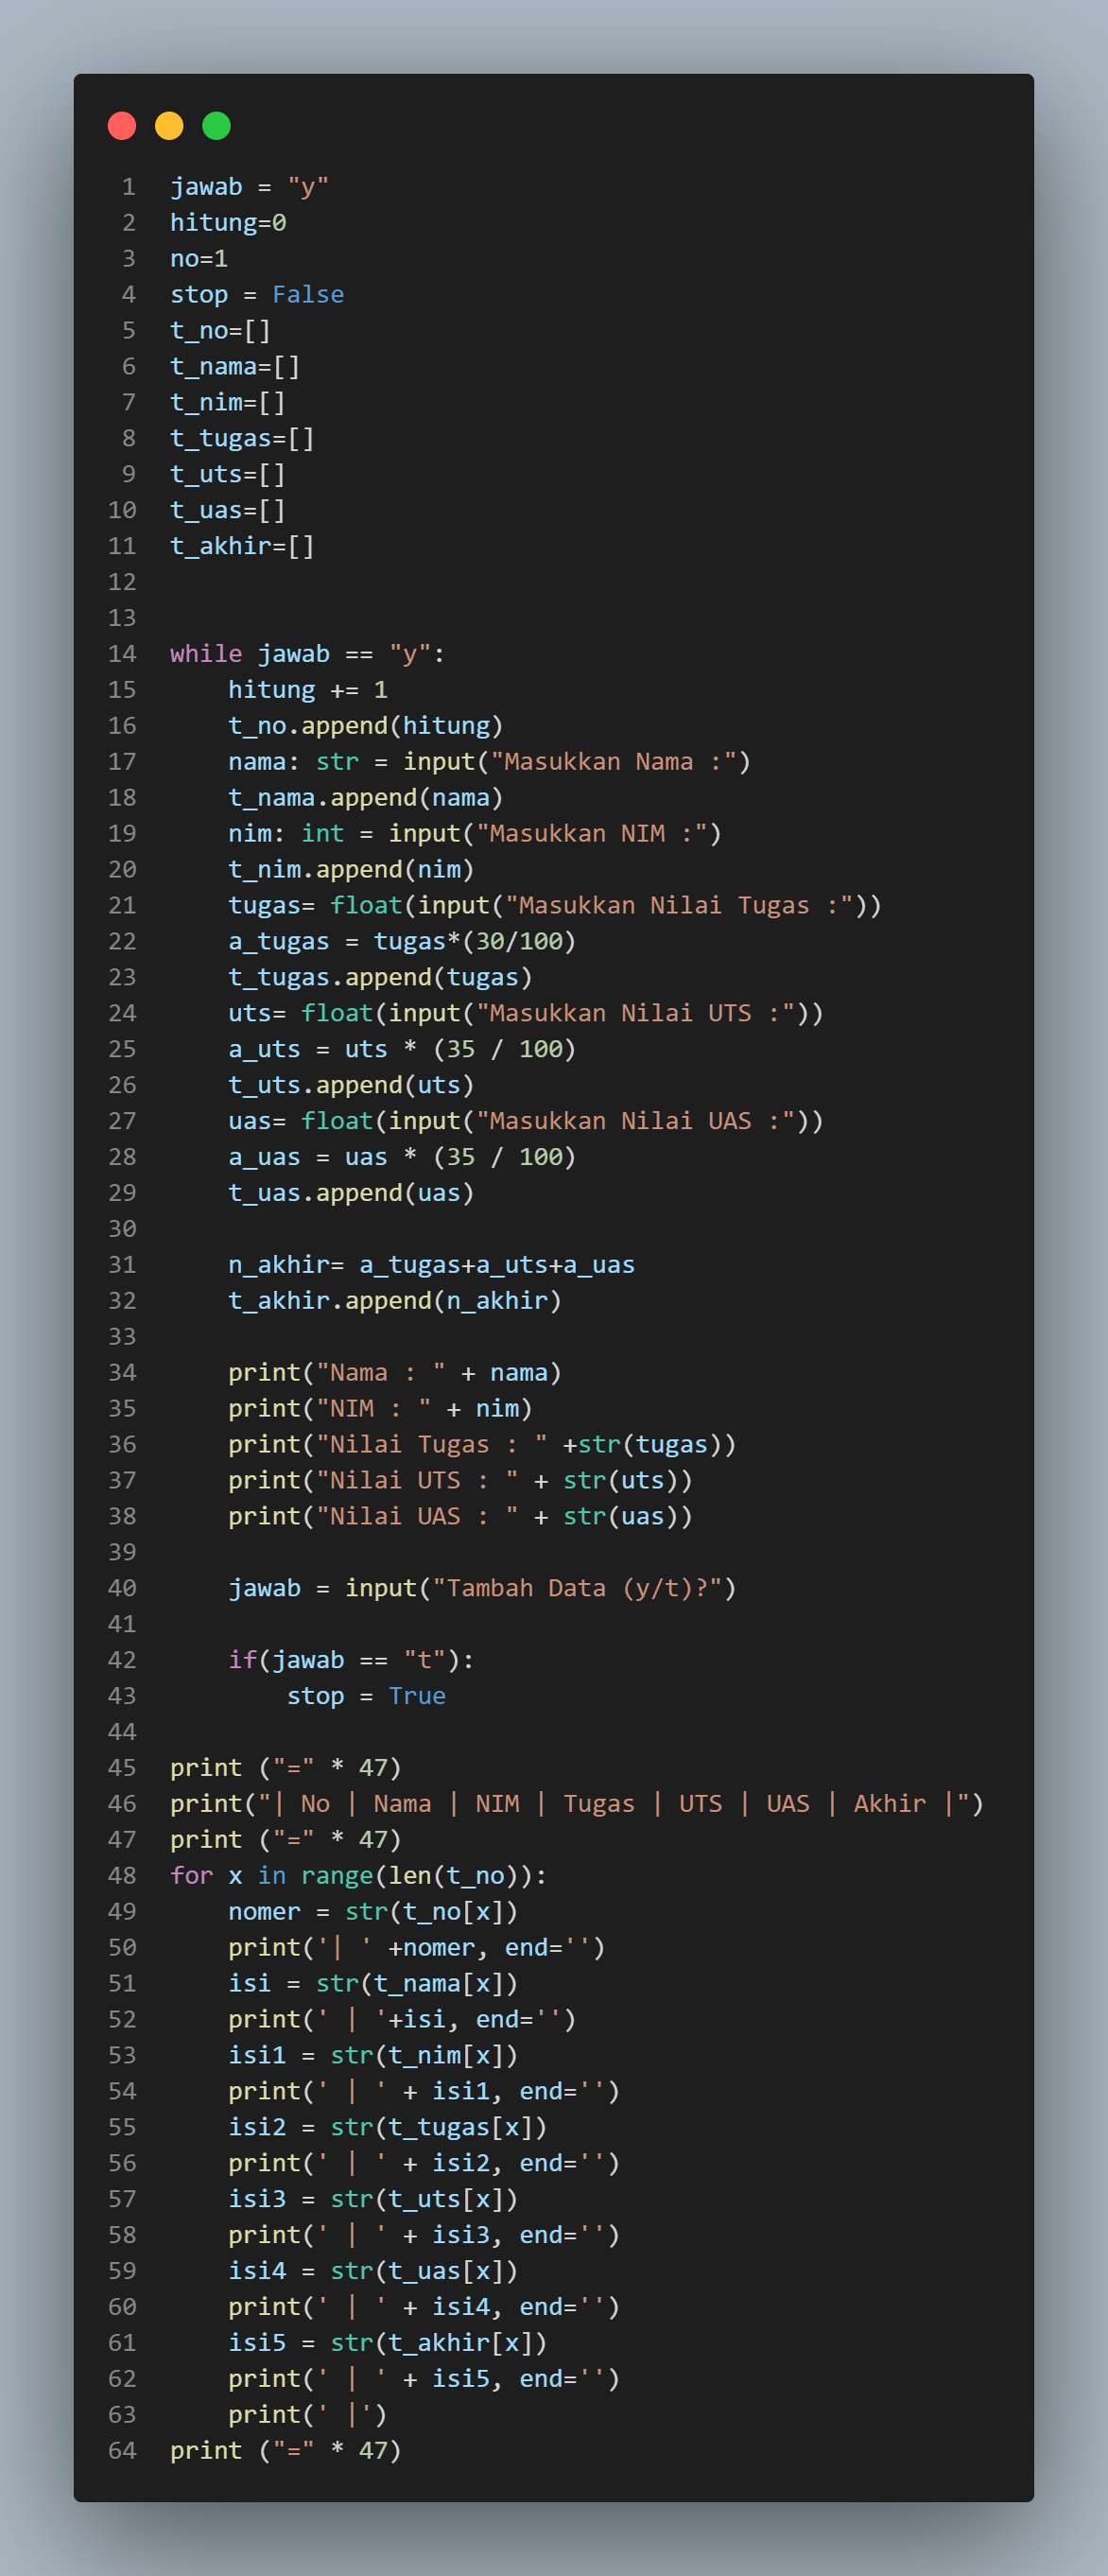 1 jawab = "y"
2 hitung=0
3 no=1
4 stop = False
5 t_no=[]
6 t_nama=[]
7 t_nim=[]
8 t_tugas=[]
9 t_uts=[]
10 t_uas=[]
11 t_akhir=[]
12
13
14 while jawab == "y":
15     hitung += 1
16     t_no.append(hitung)
17     nama: str = input("Masukkan Nama :")
18     t_nama.append(nama)
19     nim: int = input("Masukkan NIM :")
20     t_nim.append(nim)
21     tugas= float(input("Masukkan Nilai Tugas :"))
22     a_tugas = tugas*(30/100)
23     t_tugas.append(tugas)
24     uts= float(input("Masukkan Nilai UTS :"))
25     a_uts = uts * (35 / 100)
26     t_uts.append(uts)
27     uas= float(input("Masukkan Nilai UAS :"))
28     a_uas = uas * (35 / 100)
29     t_uas.append(uas)
30
31     n_akhir= a_tugas+a_uts+a_uas
32     t_akhir.append(n_akhir)
33
34     print("Nama : " + nama)
35     print("NIM : " + nim)
36     print("Nilai Tugas : " +str(tugas))
37     print("Nilai UTS : " + str(uts))
38     print("Nilai UAS : " + str(uas))
39
40     jawab = input("Tambah Data (y/t)?")
41
42     if(jawab == "t"):
43         stop = True
44
45 print ("=" * 47)
46 print("| No | Nama | NIM | Tugas | UTS | UAS | Akhir |")
47 print ("=" * 47)
48 for x in range(len(t_no)):
49     nomer = str(t_no[x])
50     print('| ' +nomer, end='')
51     isi = str(t_nama[x])
52     print(' | '+isi, end='')
53     isi1 = str(t_nim[x])
54     print(' | ' + isi1, end='')
55     isi2 = str(t_tugas[x])
56     print(' | ' + isi2, end='')
57     isi3 = str(t_uts[x])
58     print(' | ' + isi3, end='')
59     isi4 = str(t_uas[x])
60     print(' | ' + isi4, end='')
61     isi5 = str(t_akhir[x])
62     print(' | ' + isi5, end='')
63     print(' |')
64 print ("=" * 47)